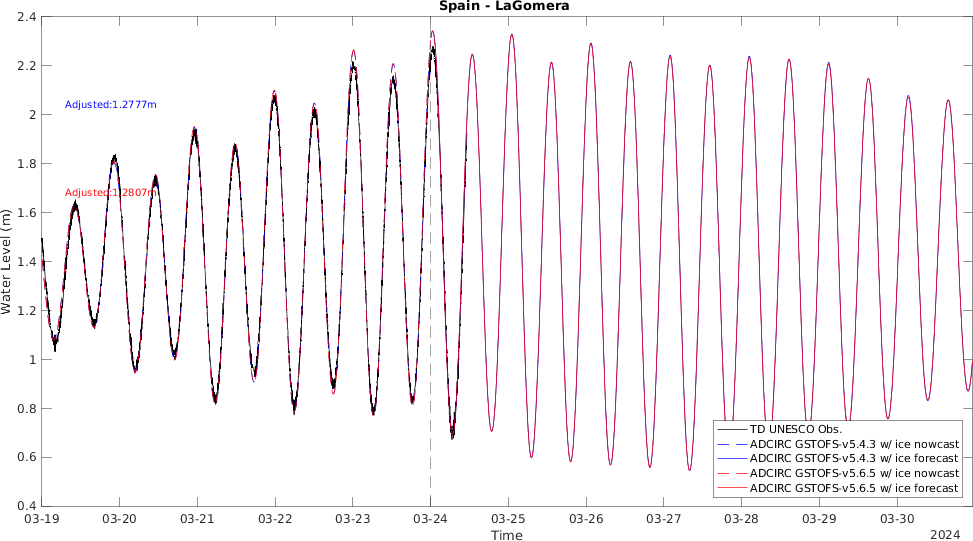 Spain - LaGomera
Water Level (m)
2.4
2.2
2
1.8
1.6
1.4
1.2
1
0.8
0.6
0.4
Adjusted:1.2777m
Adjusted:1.2807m
TD UNESCO Obs.
ADCIRC GSTOFS-v5.4.3 w/ ice nowcast
ADCIRC GSTOFS-v5.4.3 w/ ice forecast
ADCIRC GSTOFS-v5.6.5 w/ ice nowcast
ADCIRC GSTOFS-v5.6.5 w/ ice forecast
03-19 03-20 03-21 03-22 03-23 03-24 03-25 03-26 03-27 03-28 03-29 03-30
Time
2024